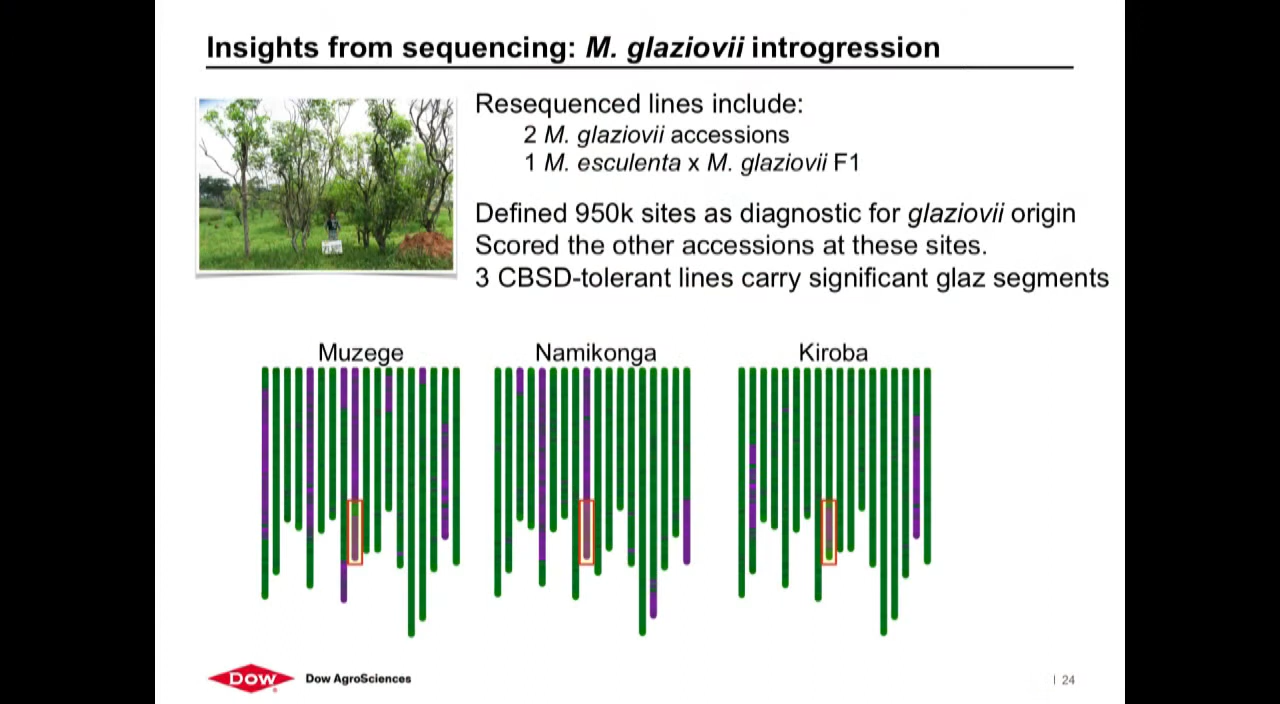 Insights from sequencing: M. glaziovii introgression
Resequenced lines include:
2 M. glaziovii accessions
1 M. esculenta x M. glaziovii F1
Defined 950k sites as diagnostic for glaziovii origin
Scored the other accessions at these sites.
3 CBSD-tolerant lines carry significant glaz segments
Muzege
Namikonga
Kiroba
DOW
Dow AgroSciences
| 24